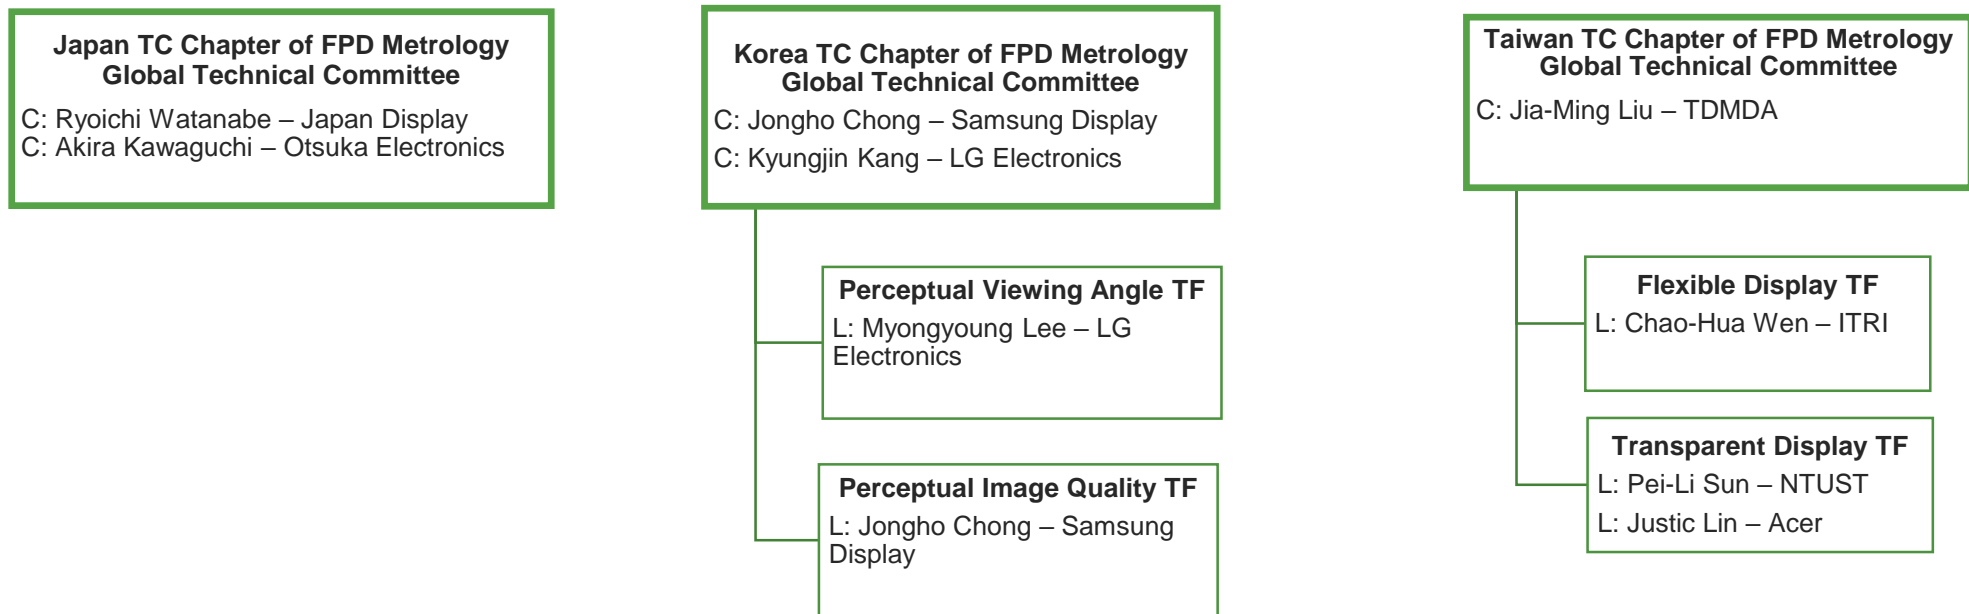 Japan TC Chapter of FPD Metrology
Global Technical Committee
C: Ryoichi Watanabe – Japan Display
C: Akira Kawaguchi – Otsuka Electronics
Korea TC Chapter of FPD Metrology
Global Technical Committee
C: Jongho Chong – Samsung Display
C: Kyungjin Kang – LG Electronics
Perceptual Viewing Angle TF
L: Myongyoung Lee – LG
Electronics
Perceptual Image Quality TF
L: Jongho Chong – Samsung
Display
Taiwan TC Chapter of FPD Metrology
Global Technical Committee
C: Jia-Ming Liu – TDMDA
Flexible Display TF
L: Chao-Hua Wen – ITRI
Transparent Display TF
L: Pei-Li Sun – NTUST
L: Justic Lin – Acer